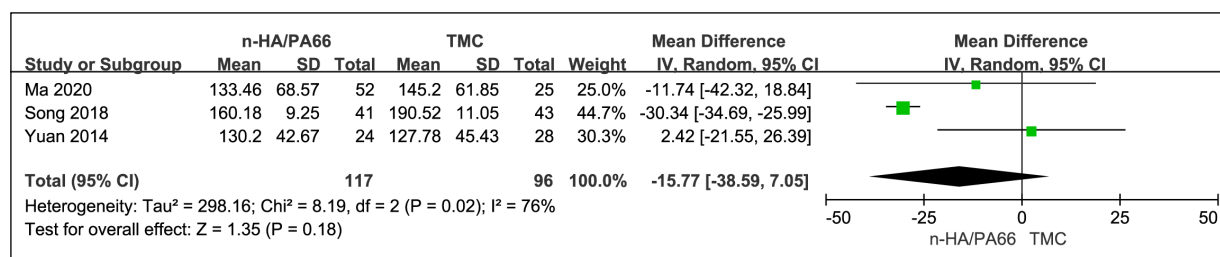 n-HA/PA66 TMC Mean Difference Mean Difference
Study or Subgroup Mean SD Total Mean SD Total Weight IV, Random, 95% CI IV, Random, 95% CI
Ma 2020 133.46 68.57 52 145.2 61.85 25 25.0% -11.74 [-42.32, 18.84]
Song 2018 160.18 9.25 41 190.52 11.05 43 44.7% -30.34 [-34.69, -25.99]
Yuan 2014 130.2 42.67 24 127.78 45.43 28 30.3% 2.42 [-21.55, 26.39]
Total (95% CI) 117 96 100.0% -15.77 [-38.59, 7.05]
Heterogeneity: Tau² = 298.16; Chi² = 8.19, df = 2 (P = 0.02); I² = 76%
Test for overall effect: Z = 1.35 (P = 0.18)
-50 -25 0 25 50
n-HA/PA66 TMC